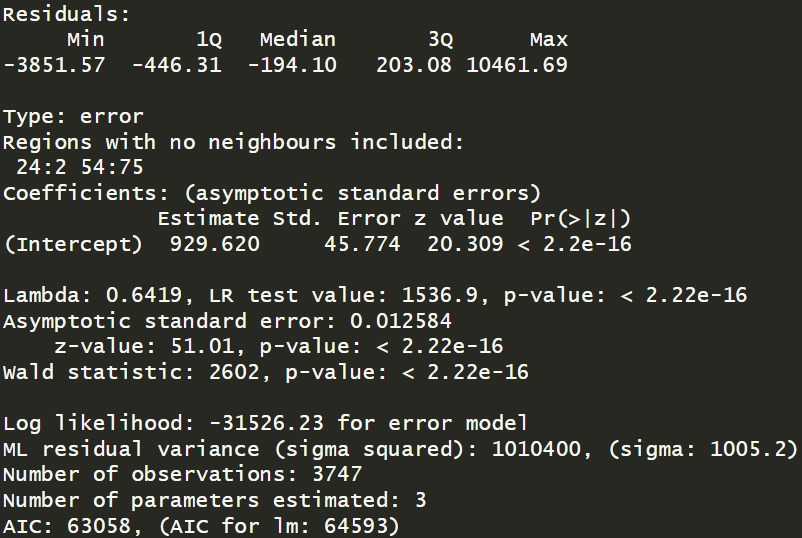 Residuals:
     Min       1Q   Median       3Q      Max
-3851.57  -446.31  -194.10   203.08 10461.69

Type: error
Regions with no neighbours included:
 24:2 54:75
Coefficients: (asymptotic standard errors)
            Estimate Std. Error z value  Pr(>|z|)
(Intercept)  929.620     45.774  20.309 < 2.2e-16

Lambda: 0.6419, LR test value: 1536.9, p-value: < 2.22e-16
Asymptotic standard error: 0.012584
    z-value: 51.01, p-value: < 2.22e-16
Wald statistic: 2602, p-value: < 2.22e-16

Log likelihood: -31526.23 for error model
ML residual variance (sigma squared): 1010400, (sigma: 1005.2)
Number of observations: 3747
Number of parameters estimated: 3
AIC: 63058, (AIC for lm: 64593)